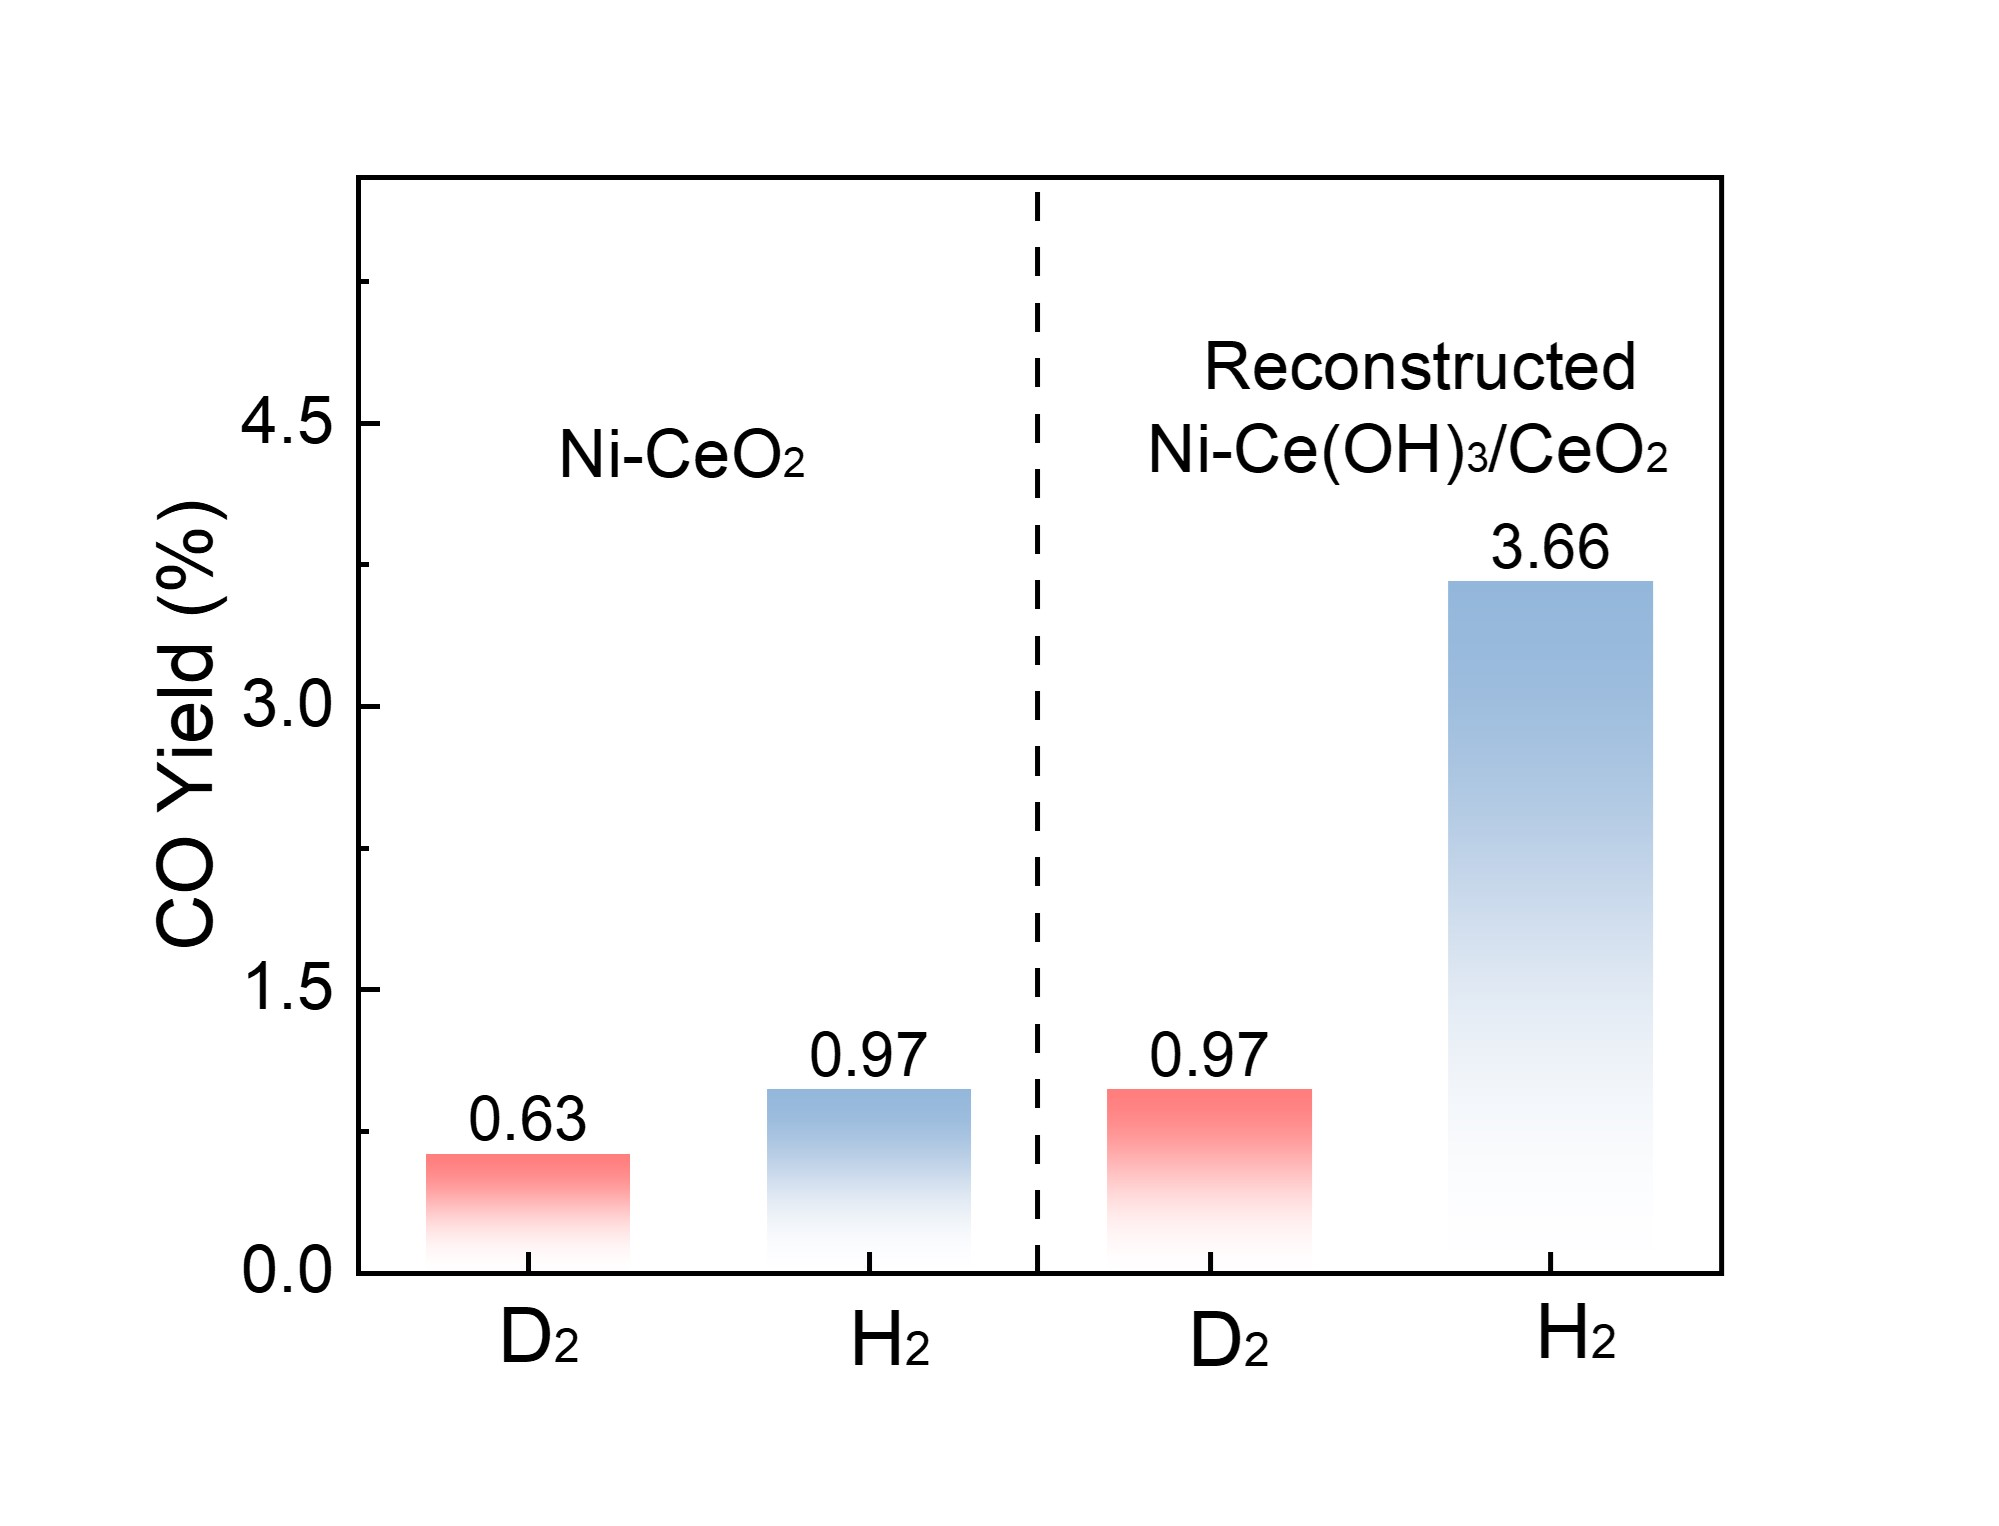 CO Yield (%)
4.5
3.0
1.5
0.0
Ni-CeO₂
0.63
0.97
Reconstructed
Ni-Ce(OH)₃/CeO₂
0.97
3.66
D₂
H₂
D₂
H₂